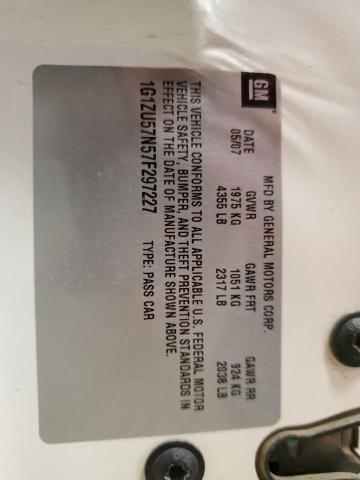 GM
MFD BY GENERAL MOTORS CORP.
DATE GVWR GAWR FRT GAWR RR
05/07 1975 KG 1051 KG 924 KG
4355 LB 2317 LB 2038 LB
THIS VEHICLE CONFORMS TO ALL APPLICABLE U.S. FEDERAL MOTOR
VEHICLE SAFETY, BUMPER, AND THEFT PREVENTION STANDARDS IN
EFFECT ON THE DATE OF MANUFACTURE SHOWN ABOVE.
1G1ZU57N57F297227 TYPE: PASS CAR